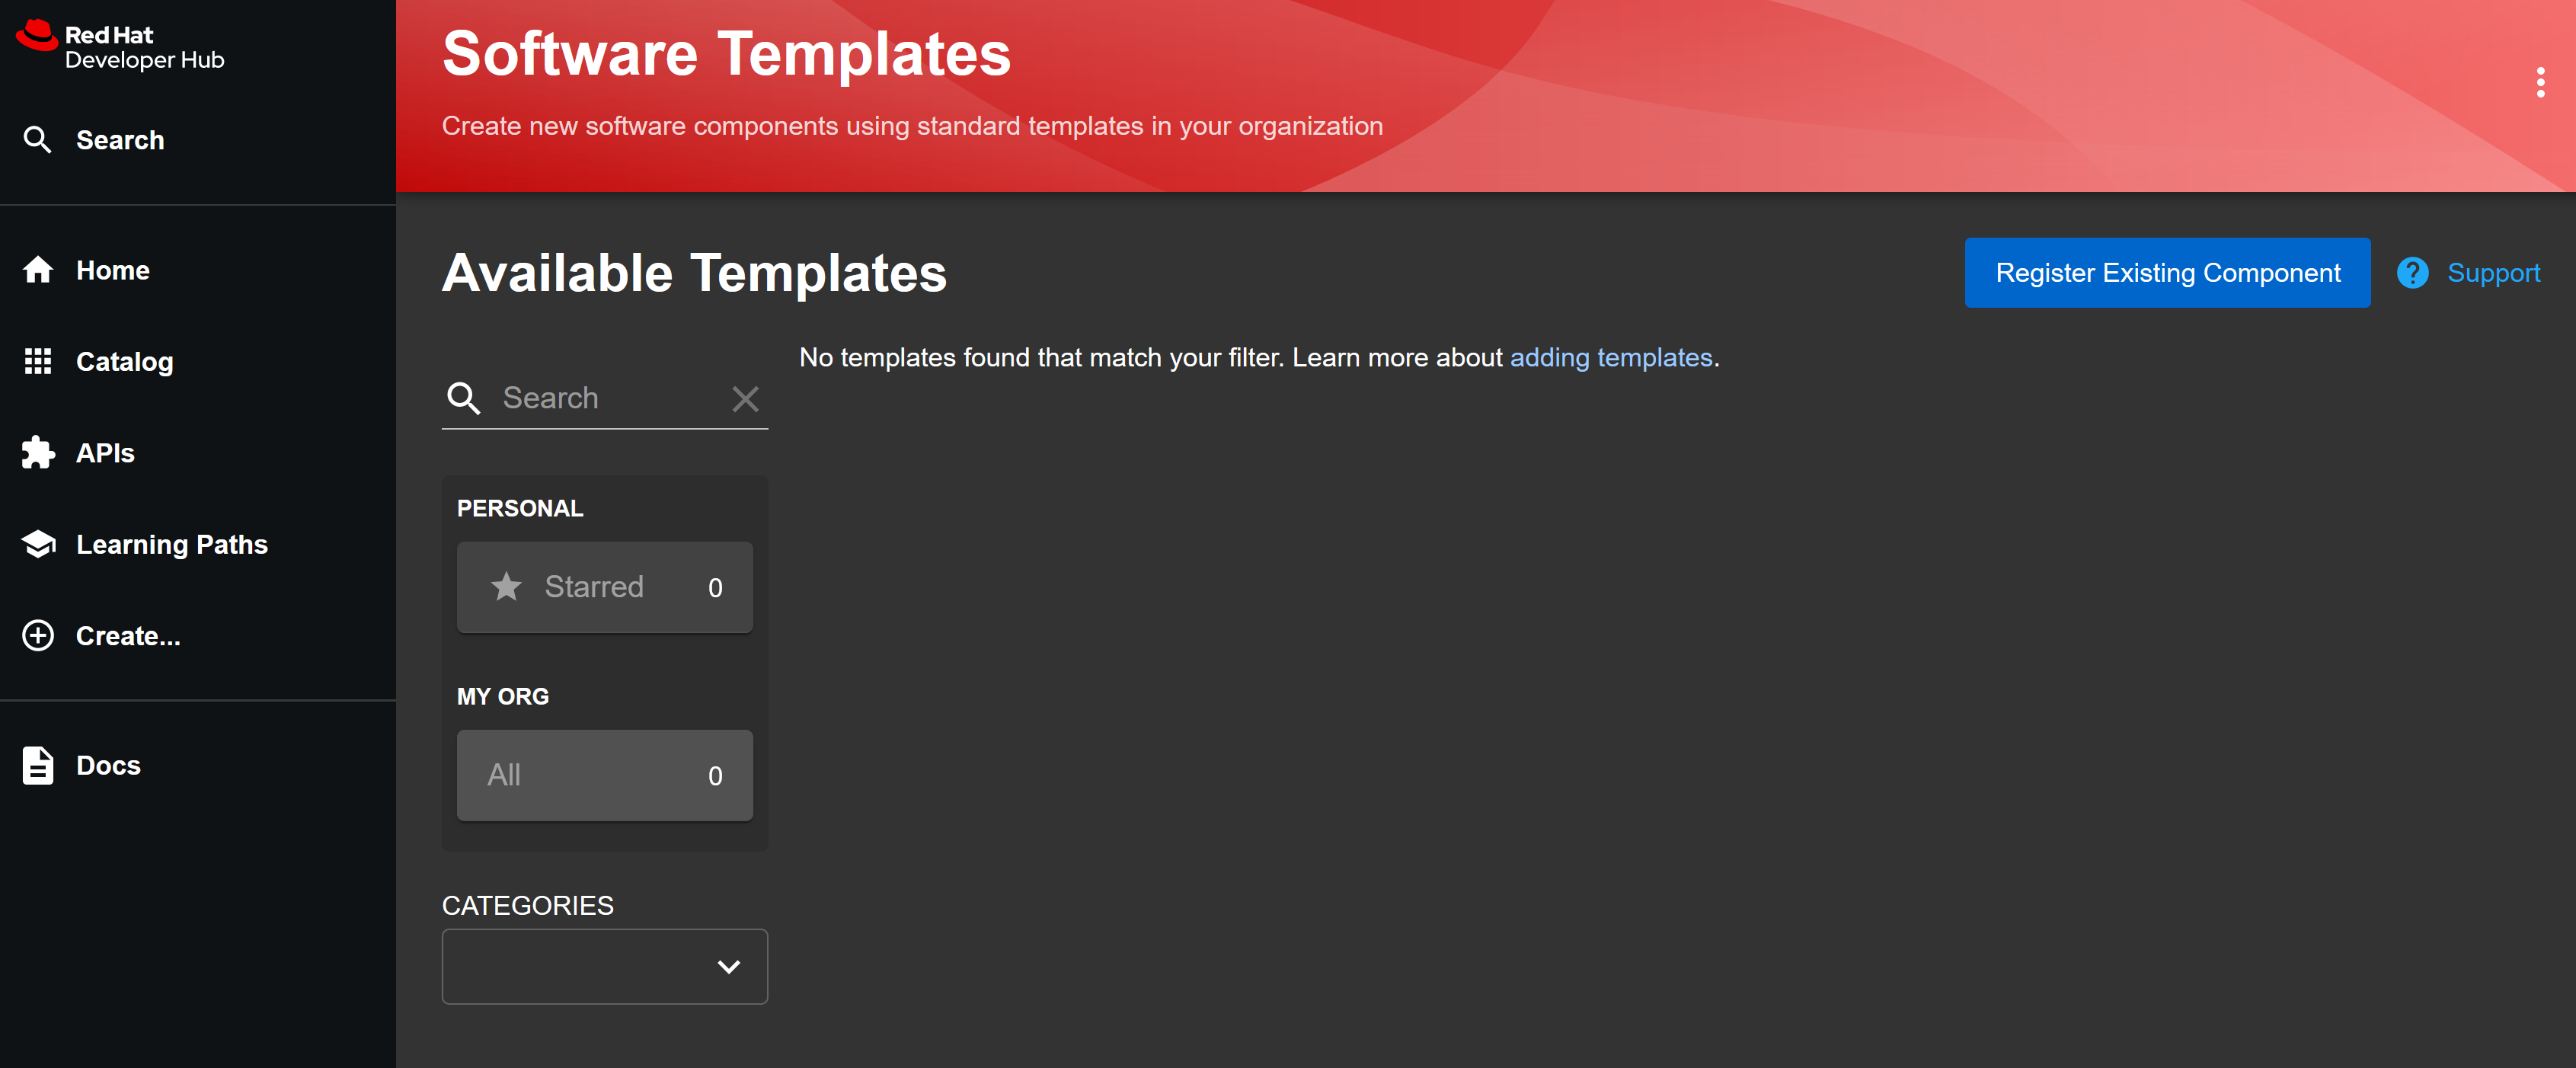 Red Hat
Developer Hub
Search
Home
Catalog
APIs
Learning Paths
Create...
Docs
Software Templates
Create new software components using standard templates in your organization
Available Templates
Register Existing Component
Support
No templates found that match your filter. Learn more about adding templates.
Search
PERSONAL
Starred 0
MY ORG
All 0
CATEGORIES